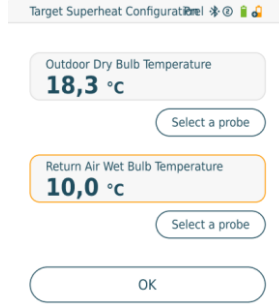 Target Superheat Configuration
Outdoor Dry Bulb Temperature
18,3 °C
Select a probe
Return Air Wet Bulb Temperature
10,0 °C
Select a probe
OK